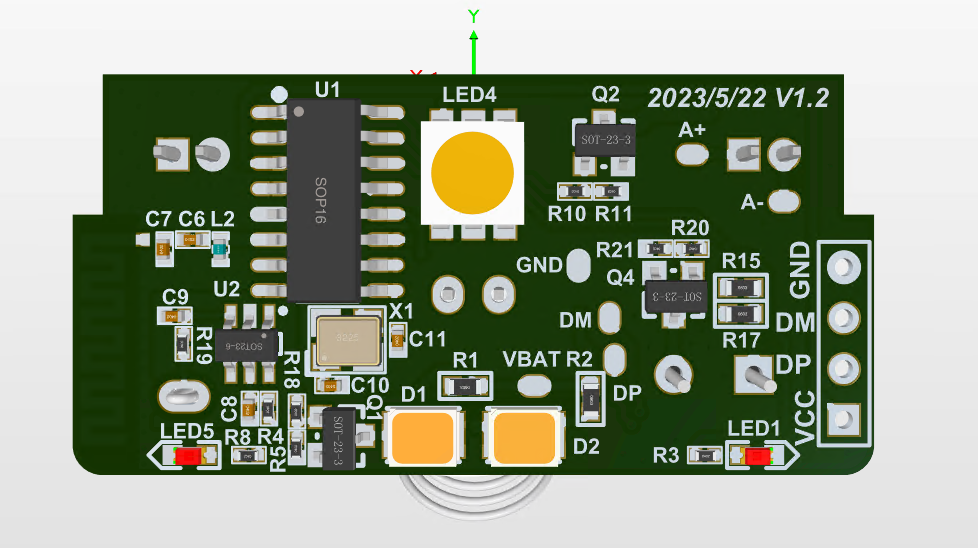 Y
X
U1
LED4
Q2
2023/5/22 V1.2
SOT-23-3
A+
SOP16
R10 R11
A-
C7 C6 L2
R21
R20
GND
Q4
R15
GND
U2
SOT-23-3
C9
X1
DM
DM
R19
SOT23-6
C11
R17
R18
R1
VBAT R2
DP
C10
DP
C8
Q1
D1
VCC
LED5
R8 R4
R5
SOT-23-3
D2
R3
LED1